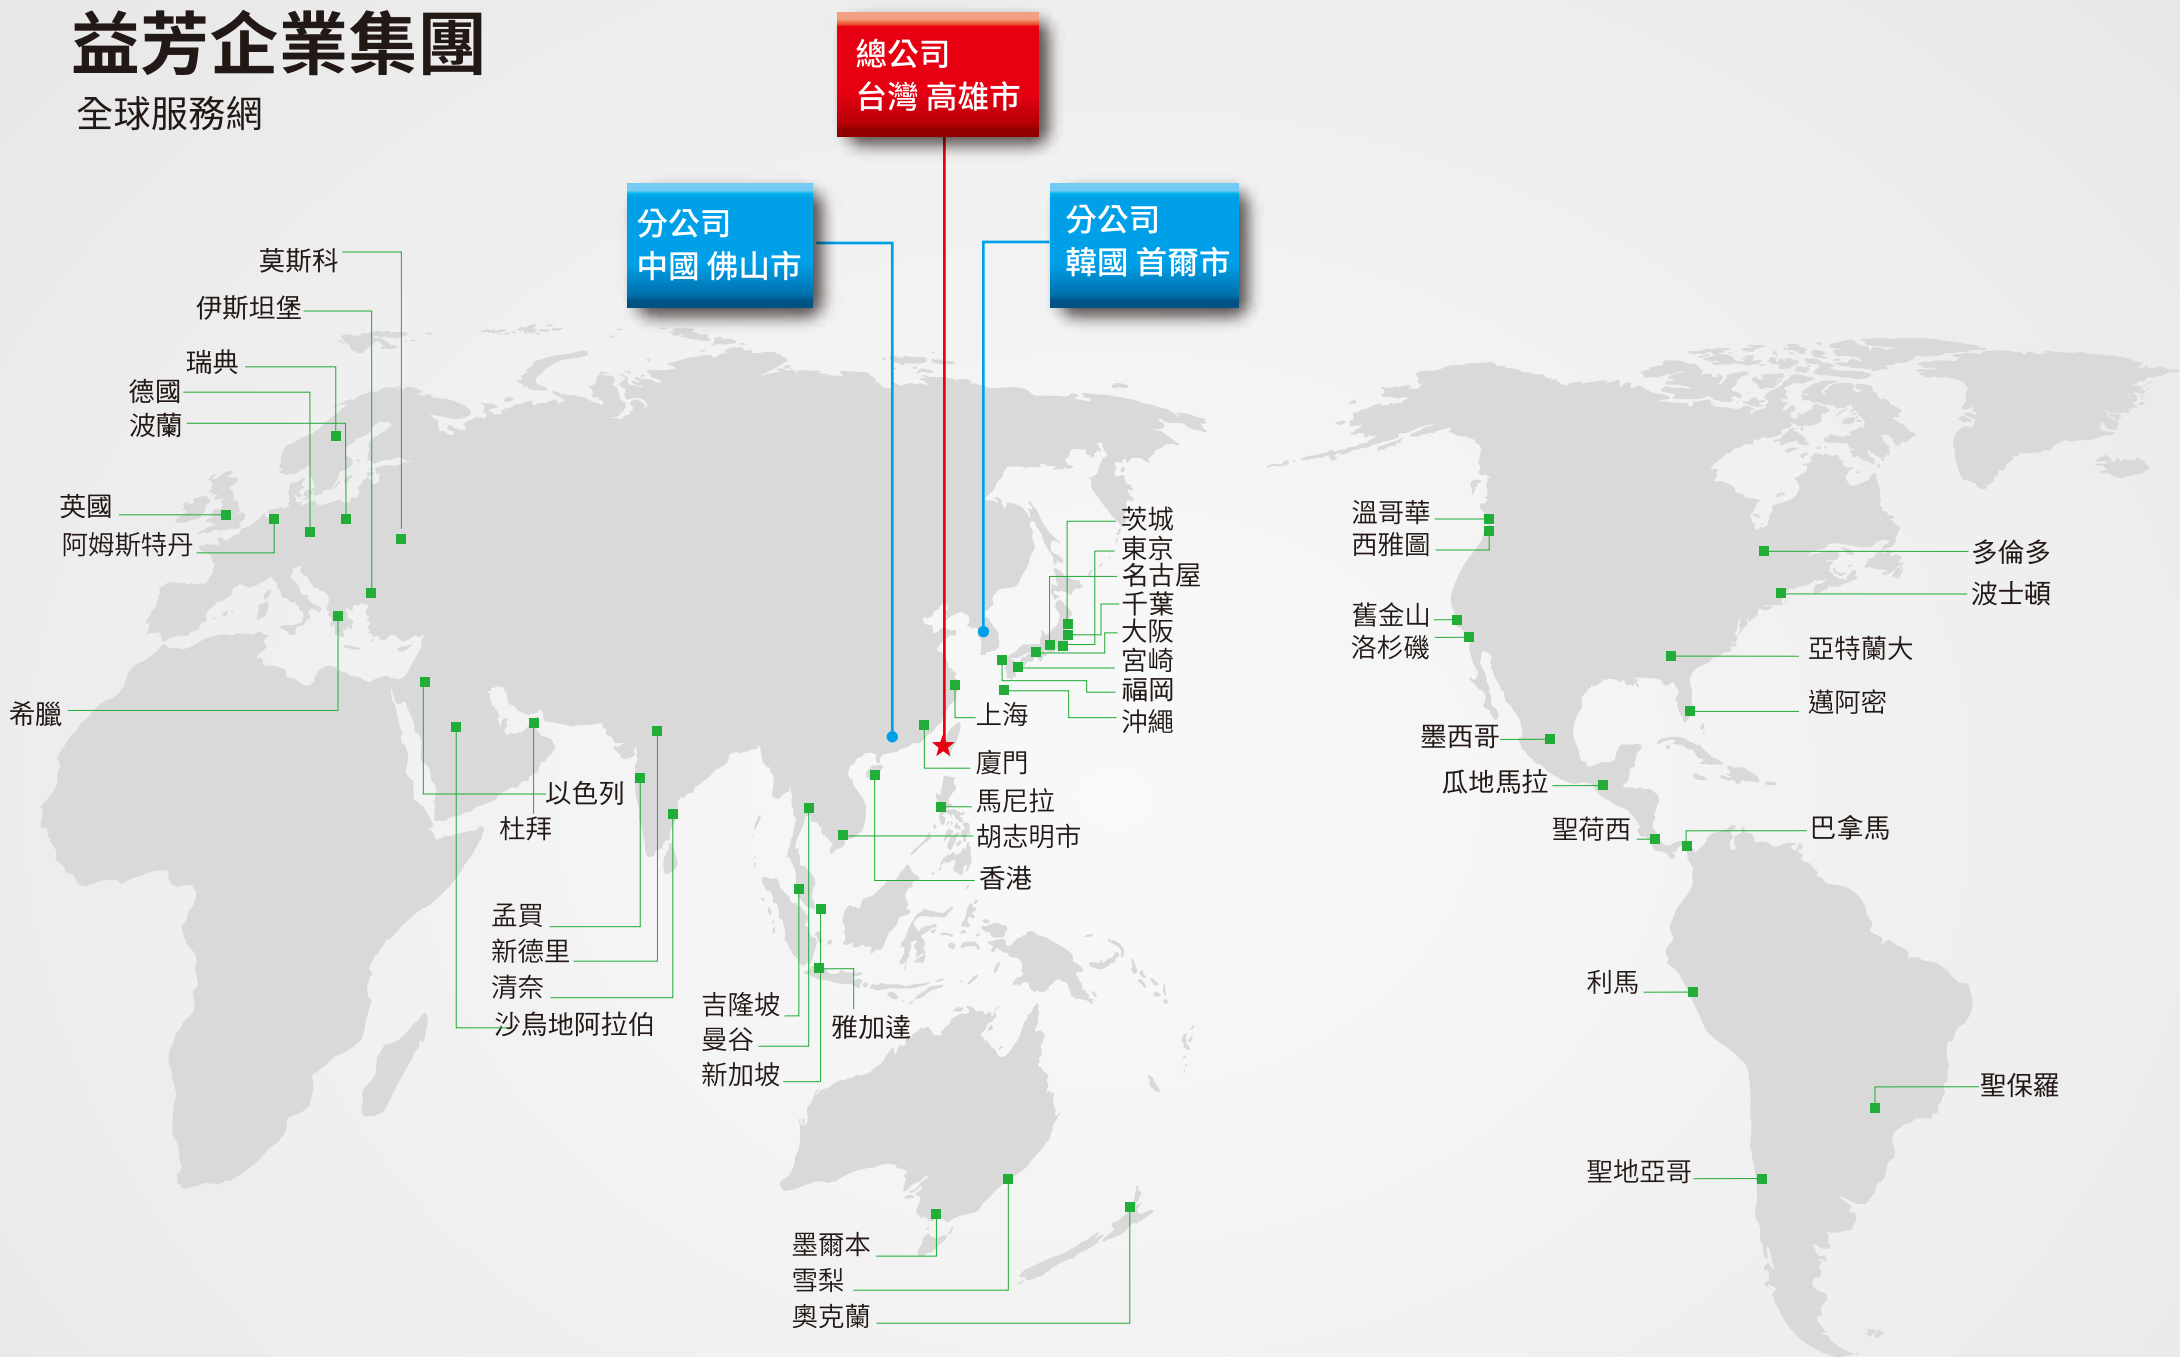 益芳企業集團
全球服務網
總公司
台灣 高雄市
分公司
中國 佛山市
分公司
韓國 首爾市
莫斯科
伊斯坦堡
瑞典
德國
波蘭
英國
阿姆斯特丹
希臘
以色列
杜拜
孟買
新德里
清奈
沙烏地阿拉伯
吉隆坡
曼谷
新加坡
雅加達
茨城
東京
名古屋
千葉
大阪
宮崎
福岡
沖繩
上海
廈門
馬尼拉
胡志明市
香港
墨爾本
雪梨
奧克蘭
溫哥華
西雅圖
舊金山
洛杉磯
墨西哥
瓜地馬拉
聖荷西
多倫多
波士頓
亞特蘭大
邁阿密
巴拿馬
利馬
聖保羅
聖地亞哥